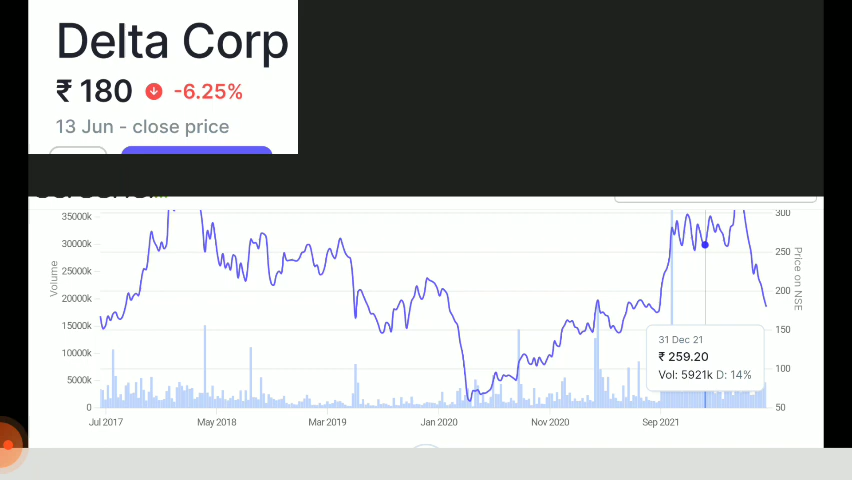 Delta Corp
₹ 180 -6.25%
13 Jun - close price
35000k
30000k
25000k
20000k
15000k
10000k
5000k
0
Volume
300
250
200
150
100
50
Price on NSE
31 Dec 21
₹ 259.20
Vol: 5921k D: 14%
Jul 2017 May 2018 Mar 2019 Jan 2020 Nov 2020 Sep 2021